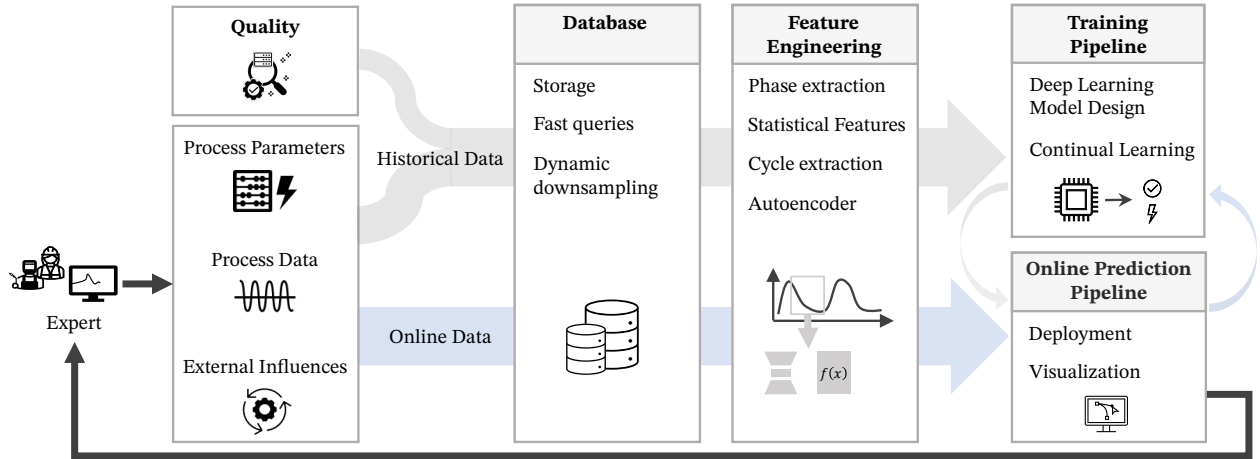 Quality
Process Parameters
Process Data
External Influences
Expert
Historical Data
Online Data
Database
Storage
Fast queries
Dynamic
downsampling
Feature
Engineering
Phase extraction
Statistical Features
Cycle extraction
Autoencoder
f(x)
Training
Pipeline
Deep Learning
Model Design
Continual Learning
Online Prediction
Pipeline
Deployment
Visualization